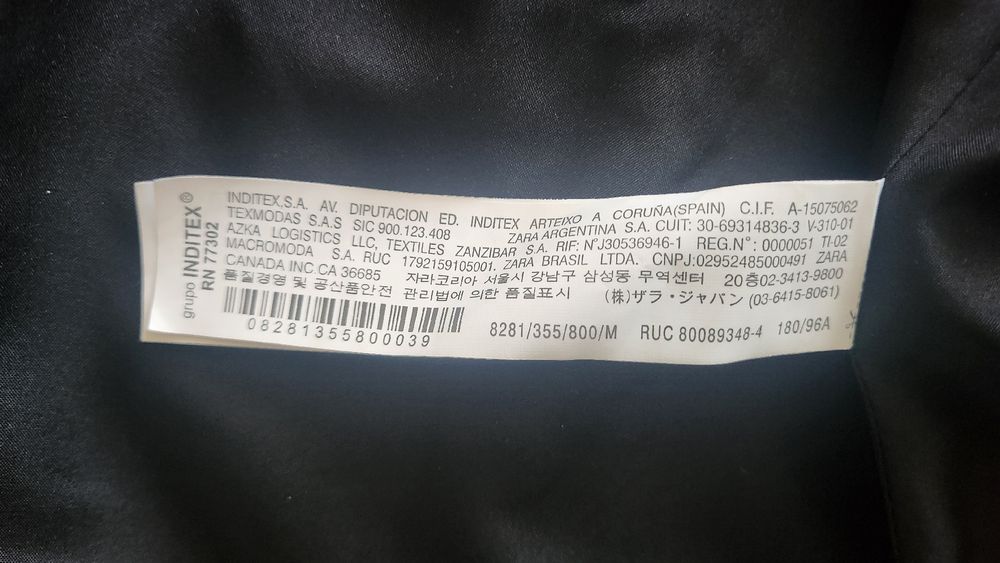 grupo INDITEX®
RN 77302
INDITEX.S.A. AV. DIPUTACION ED. INDITEX ARTEIXO A CORUÑA(SPAIN) C.I.F. A-15075062
TEXMODAS S.A.S SIC 900.123.408 ZARA ARGENTINA S.A. CUIT: 30-69314836-3 V-310-01
AZKA LOGISTICS LLC, TEXTILES ZANZIBAR S.A. RIF: N°J30536946-1 REG.N°: 0000051 TI-02
MACROMODA S.A. RUC 1792159105001. ZARA BRASIL LTDA. CNPJ:02952485000491 ZARA
CANADA INC.CA 36685 자라코리아 서울시 강남구 삼성동 무역센터 20층02-3413-9800
품질경영 및 공산품안전 관리법에 의한 품질표시 (株)ザラ・ジャパン (03-6415-8061)
08281355800039
8281/355/800/M RUC 80089348-4 180/96A